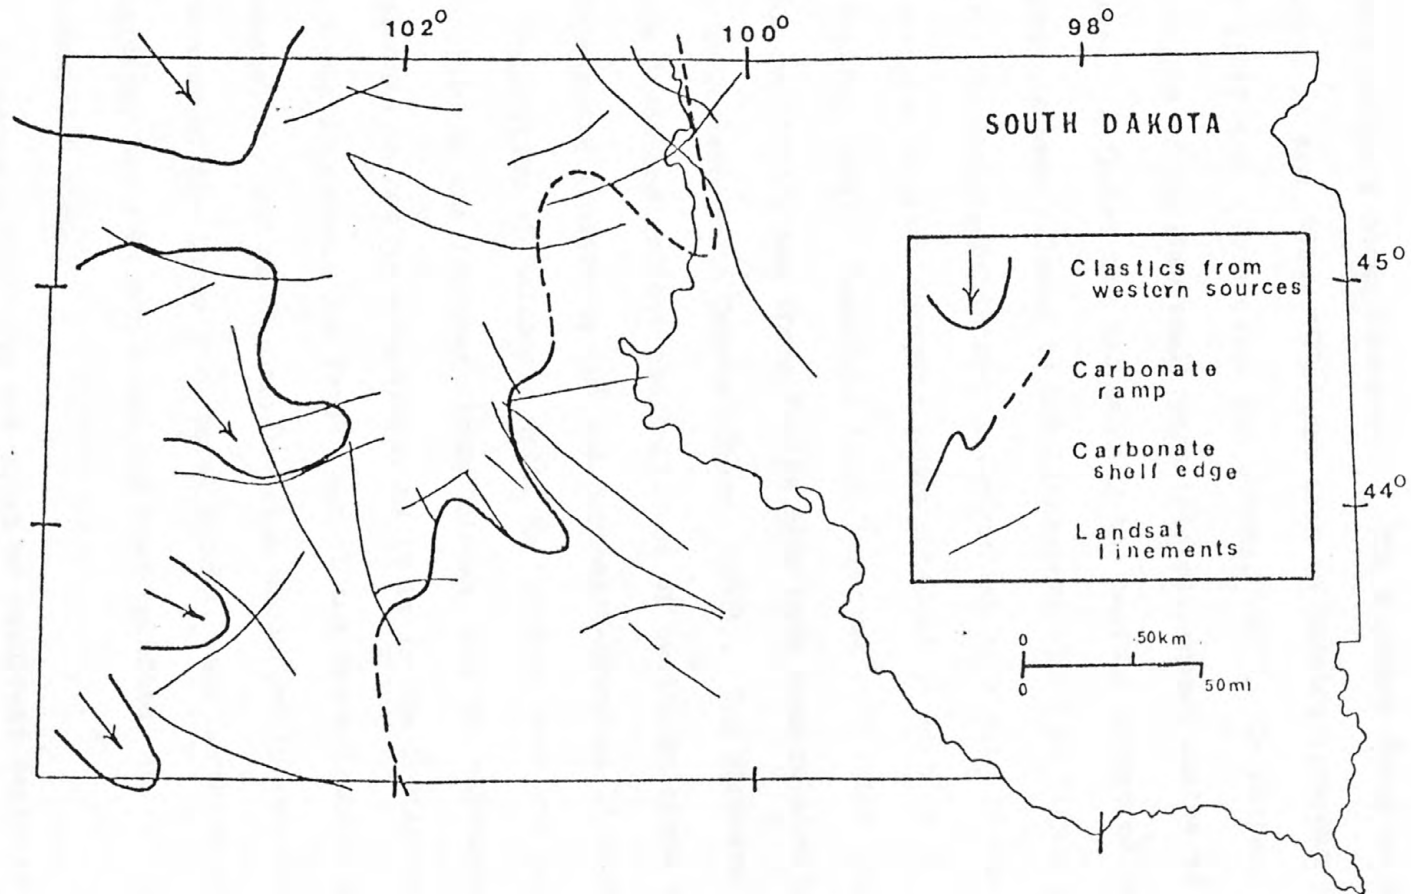 102°
100°
98°
SOUTH DAKOTA
45°
44°
Clastics from
western sources
Carbonate
ramp
Carbonate
shelf edge
Landsat
linements
0
50km
0
50mi